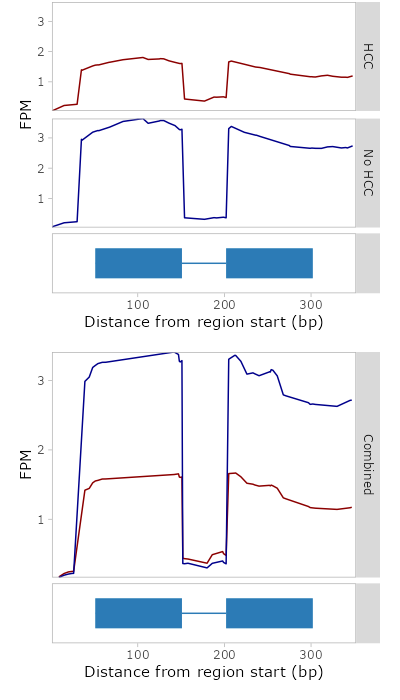 3
2
1
HCC
FPM
3
2
1
No HCC
100 200 300
Distance from region start (bp)
3
2
1
FPM
Combined
100 200 300
Distance from region start (bp)